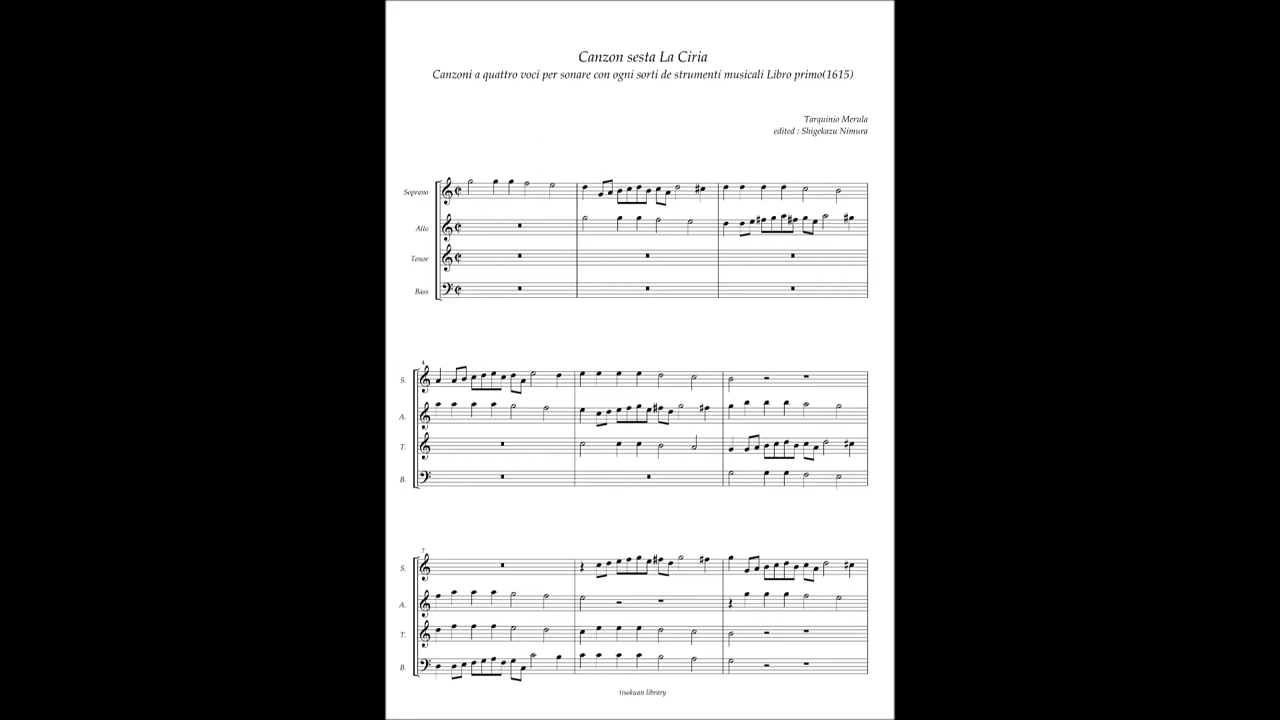 Canzon sesta La Ciria
Canzoni a quattro voci per sonare con ogni sorti de strumenti musicali Libro primo(1615)
Tarquinio Merula
edited : Shigekazu Nimura
Soprano
Alto
Tenor
Bass
4
S.
A.
T.
B.
7
S.
A.
T.
B.
tisokuan library